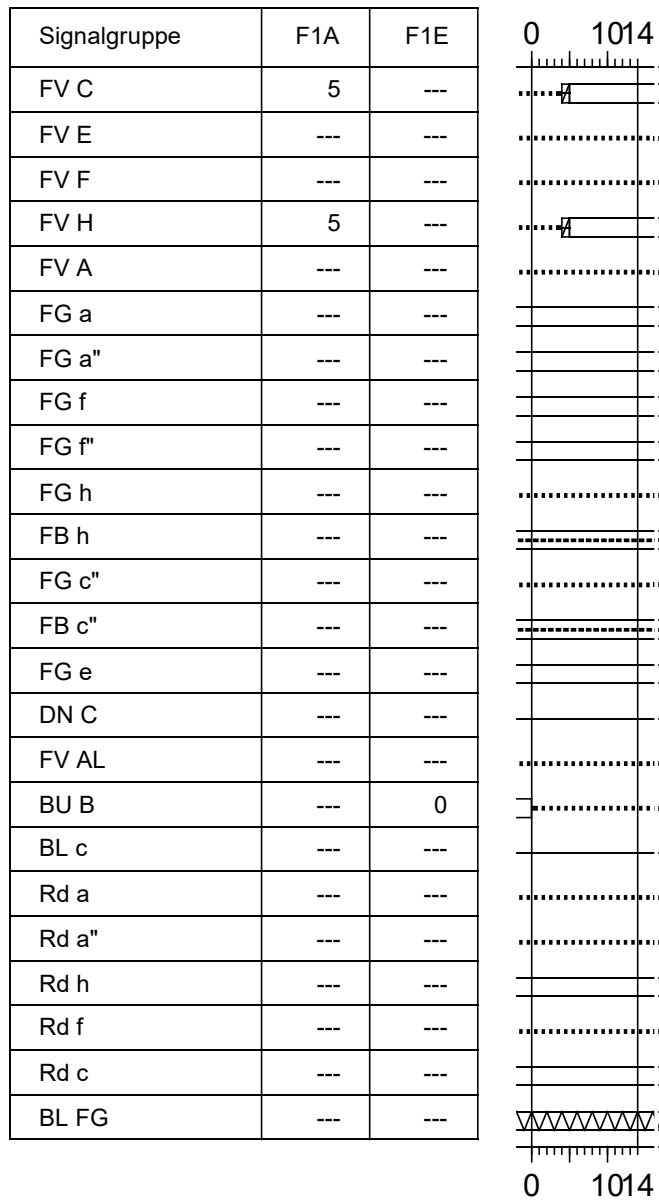 Signalgruppe F1A F1E 0 10 14
FV C 5 ---
FV E --- ---
FV F --- ---
FV H 5 ---
FV A --- ---
FG a --- ---
FG a" --- ---
FG f --- ---
FG f" --- ---
FG h --- ---
FB h --- ---
FG c" --- ---
FB c" --- ---
FG e --- ---
DN C --- ---
FV AL --- ---
BU B --- 0
BL c --- ---
Rd a --- ---
Rd a" --- ---
Rd h --- ---
Rd f --- ---
Rd c --- ---
BL FG --- ---
0 10 14